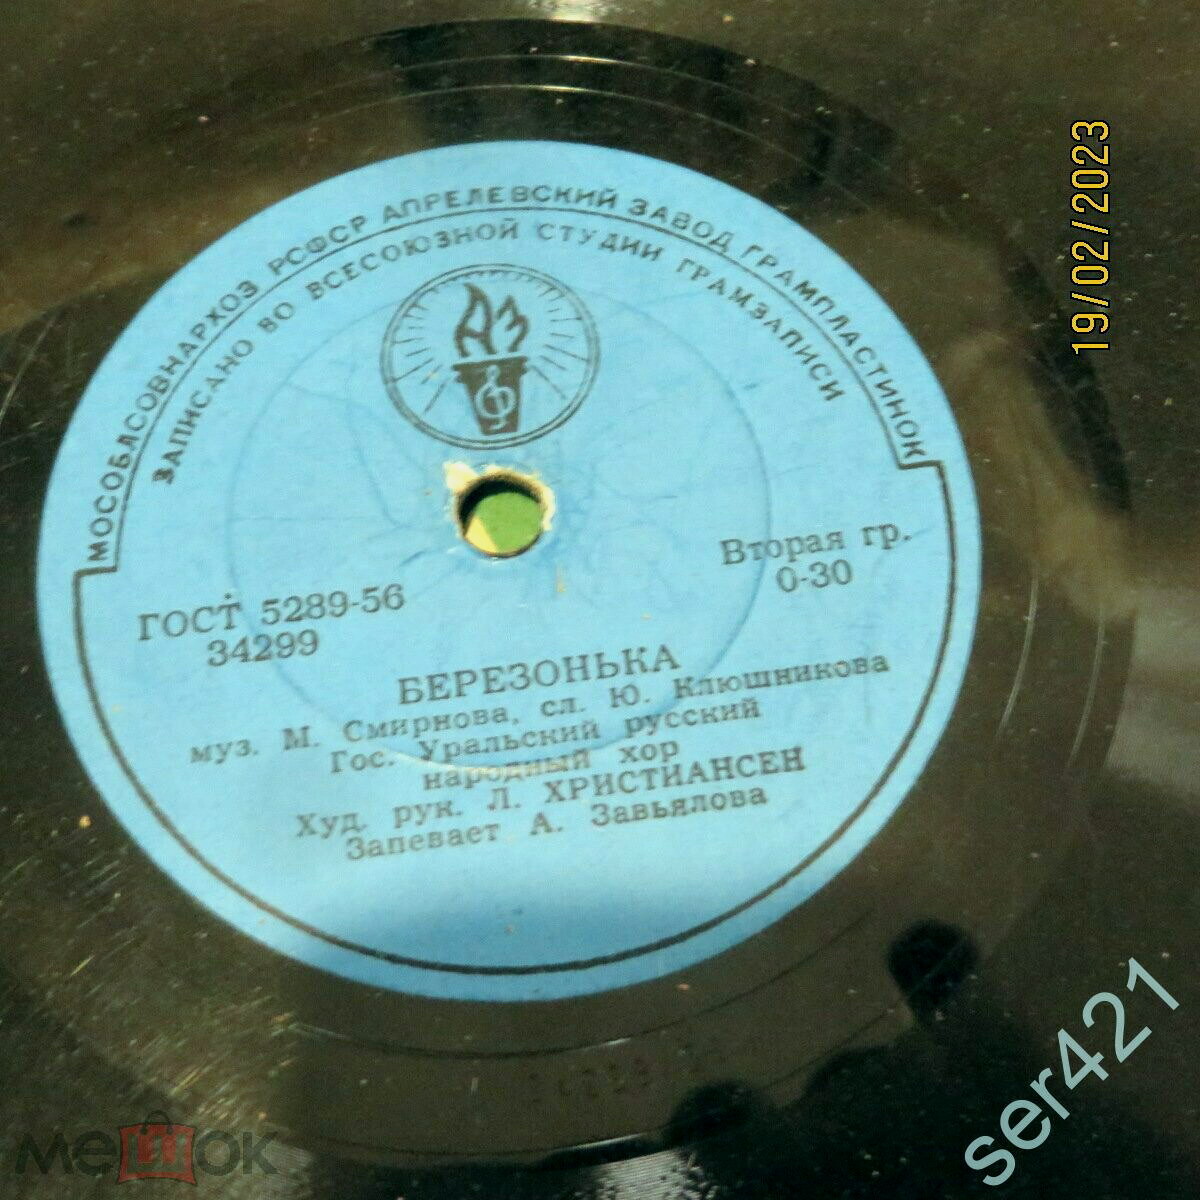 МОСОБЛСОВНАРХОЗ РСФСР АПРЕЛЕВСКИЙ ЗАВОД ГРАМПЛАСТИНОК
ЗАПИСАНО ВО ВСЕСОЮЗНОЙ СТУДИИ ГРАМЗАПИСИ
АЗ
ГОСТ 5289-56
34299
Вторая гр.
0-30
БЕРЕЗОНЬКА
муз. М. Смирнова, сл. Ю. Клюшникова
Гос. Уральский русский
народный хор
Худ. рук. Л. ХРИСТИАНСЕН
Запевает А. Завьялова
19/02/2023
ser421
мешок